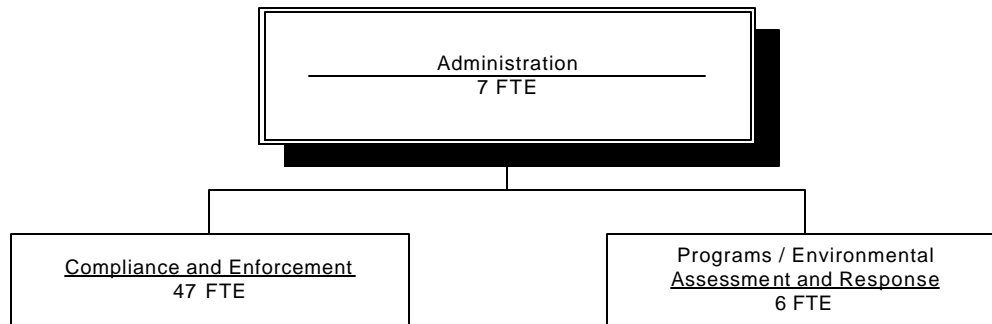 Administration
7 FTE
Compliance and Enforcement
47 FTE
Programs / Environmental
Assessment and Response
6 FTE